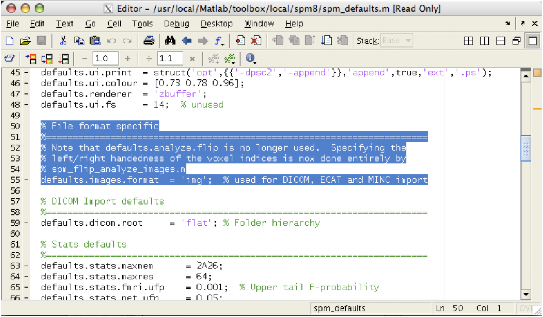 Editor - /usr/local/Matlab/toolbox/local/spm8/spm_defaults.m [Read Only]
File Edit Text Go Cell Tools Debug Desktop Window Help
Stack: Base
- 1.0 + ÷ 1.1 ×
45 - defaults.ui.print = struct('opt',{{'-dpsc2','-append'}},'append',true,'ext','.ps');
46 - defaults.ui.colour = [0.73 0.78 0.96];
47 - defaults.renderer = 'zbuffer';
48 - defaults.ui.fs = 14; % unused
49
50 % File format specific
51 %=======================================================================
52 % Note that defaults.analyze.flip is no longer used. Specifying the
53 % left/right handedness of the voxel indices is now done entirely by
54 % spm_flip_analyze_images.m
55 - defaults.images.format = 'img'; % used for DICOM, ECAT and MINC import
56
57 % DICOM Import defaults
58 %=======================================================================
59 - defaults.dicom.root = 'flat'; % Folder hierarchy
60
61 % Stats defaults
62 %=======================================================================
63 - defaults.stats.maxmem = 2^26;
64 - defaults.stats.maxres = 64;
65 - defaults.stats.fmri.ufp = 0.001; % Upper tail F-probability
66 - defaults.stats.pet.ufp = 0.05;
spm_defaults Ln 50 Col 1 OVR